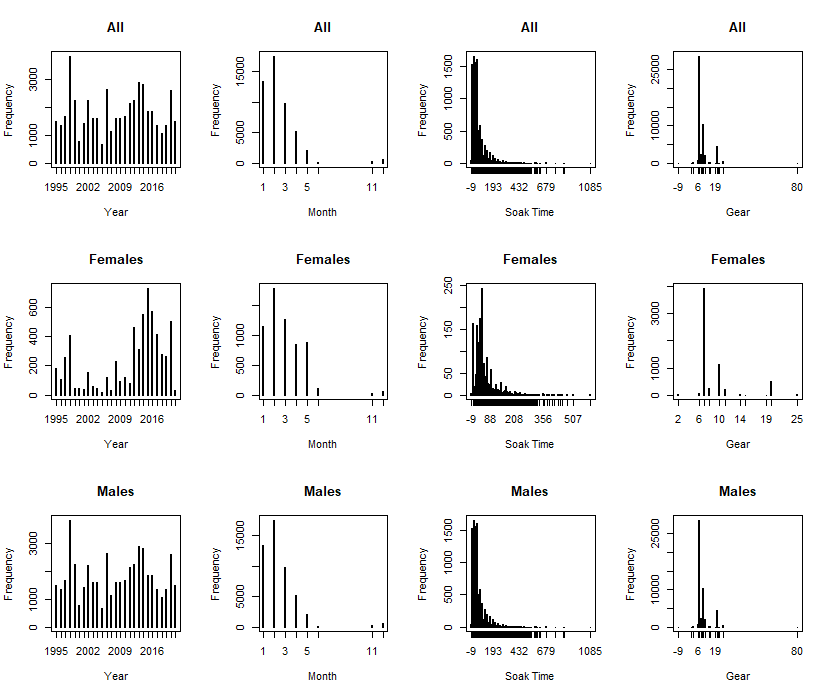 All All All All
Frequency 0 1000 3000 1995 2002 2009 2016 Year
Frequency 0 5000 15000 1 3 5 11 Month
Frequency 0 500 1000 1500 -9 193 432 679 1085 Soak Time
Frequency 0 10000 25000 -9 6 19 80 Gear
Females Females Females Females
Frequency 0 200 400 600 1995 2002 2009 2016 Year
Frequency 0 500 1000 1 3 5 11 Month
Frequency 0 50 150 250 -9 88 208 356 507 Soak Time
Frequency 0 1000 3000 2 6 10 14 19 25 Gear
Males Males Males Males
Frequency 0 1000 3000 1995 2002 2009 2016 Year
Frequency 0 5000 15000 1 3 5 11 Month
Frequency 0 500 1000 1500 -9 193 432 679 1085 Soak Time
Frequency 0 10000 25000 -9 6 19 80 Gear